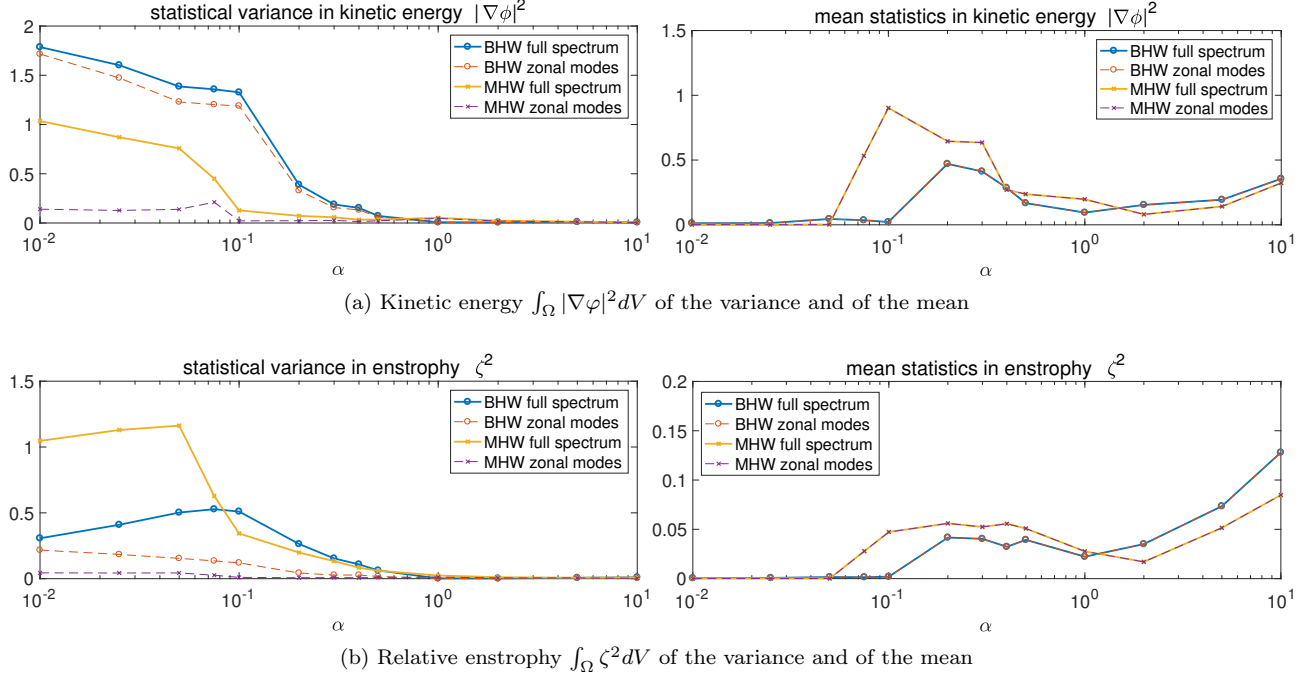 statistical variance in kinetic energy |∇ϕ|²
2
1.5
1
0.5
0
10⁻² 10⁻¹ 10⁰ 10¹
α
BHW full spectrum
BHW zonal modes
MHW full spectrum
MHW zonal modes
mean statistics in kinetic energy |∇ϕ|²
1.5
1
0.5
0
10⁻² 10⁻¹ 10⁰ 10¹
α
BHW full spectrum
BHW zonal modes
MHW full spectrum
MHW zonal modes
(a) Kinetic energy ∫_Ω |∇φ|² dV of the variance and of the mean
statistical variance in enstrophy ζ²
1.5
1
0.5
0
10⁻² 10⁻¹ 10⁰ 10¹
α
BHW full spectrum
BHW zonal modes
MHW full spectrum
MHW zonal modes
mean statistics in enstrophy ζ²
0.2
0.15
0.1
0.05
0
10⁻² 10⁻¹ 10⁰ 10¹
α
BHW full spectrum
BHW zonal modes
MHW full spectrum
MHW zonal modes
(b) Relative enstrophy ∫_Ω ζ² dV of the variance and of the mean